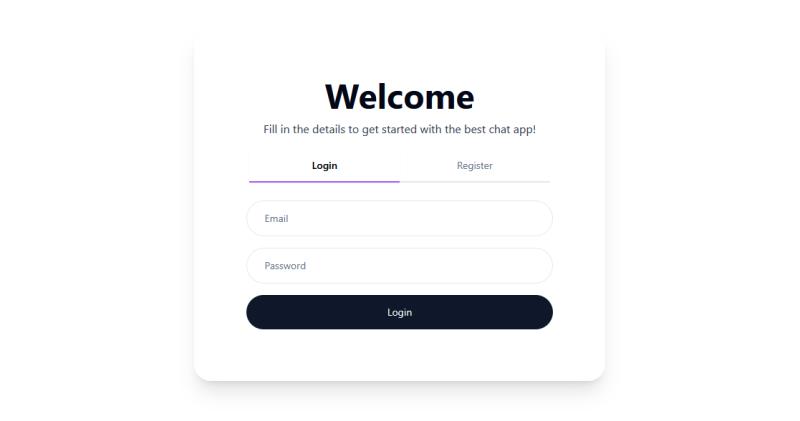 Welcome
Fill in the details to get started with the best chat app!
Login
Register
Email
Password
Login